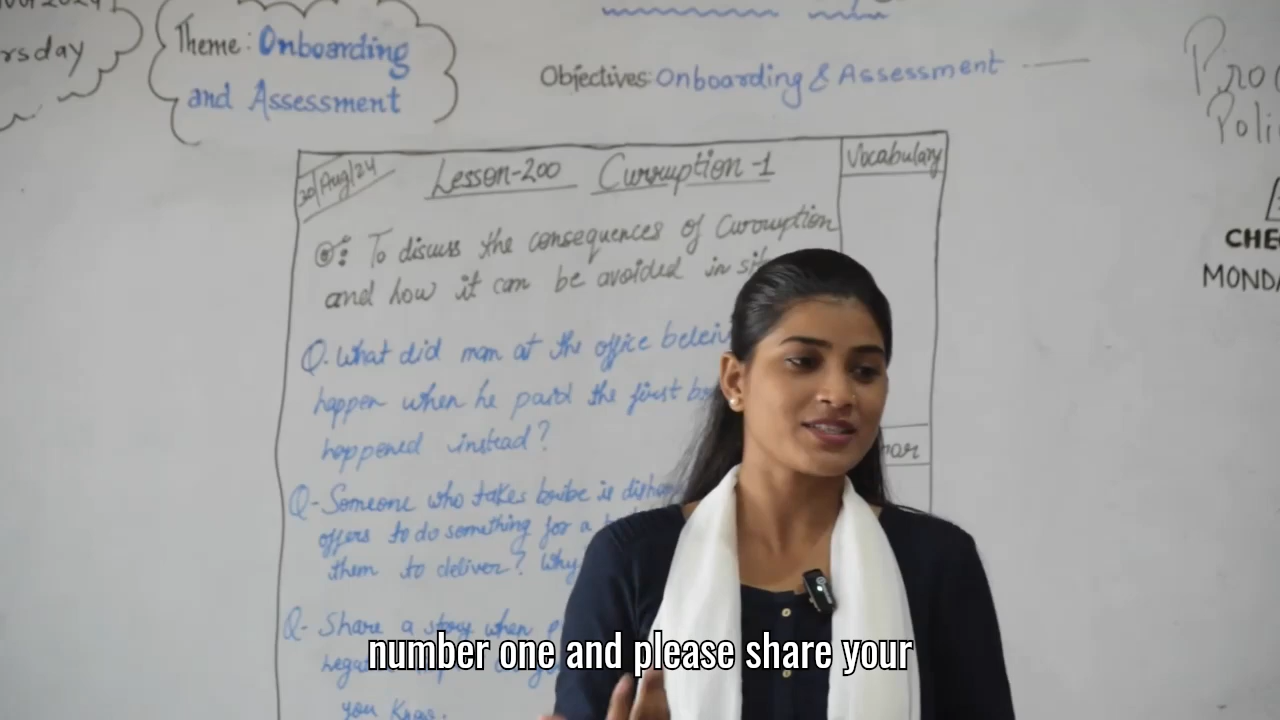 rsday
Theme: Onboarding
and Assessment
Objectives: Onboarding & Assessment
Proc
Poli
30/Aug/24
Lesson-200 Curruption-1
Vocabulary
To discuss the consequences of Curruption
and how it can be avoided in
Q. What did man at the office
happen when he paid the first
happened instead?
Q- Someone who takes bribe is
offers to do something for a
them to deliver? Why
Q- Share a story when
you know.
CHE
MONDA
number one and please share your